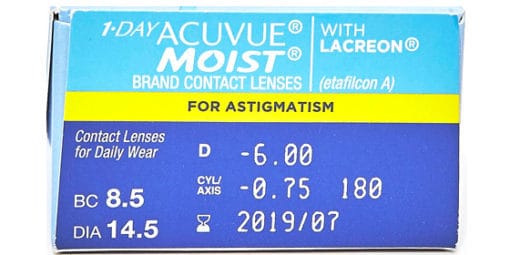 1·DAY ACUVUE®
MOIST®
BRAND CONTACT LENSES
WITH
LACREON®
(etafilcon A)
FOR ASTIGMATISM
Contact Lenses
for Daily Wear
BC 8.5
DIA 14.5
D -6.00
CYL/
AXIS -0.75 180
2019/07